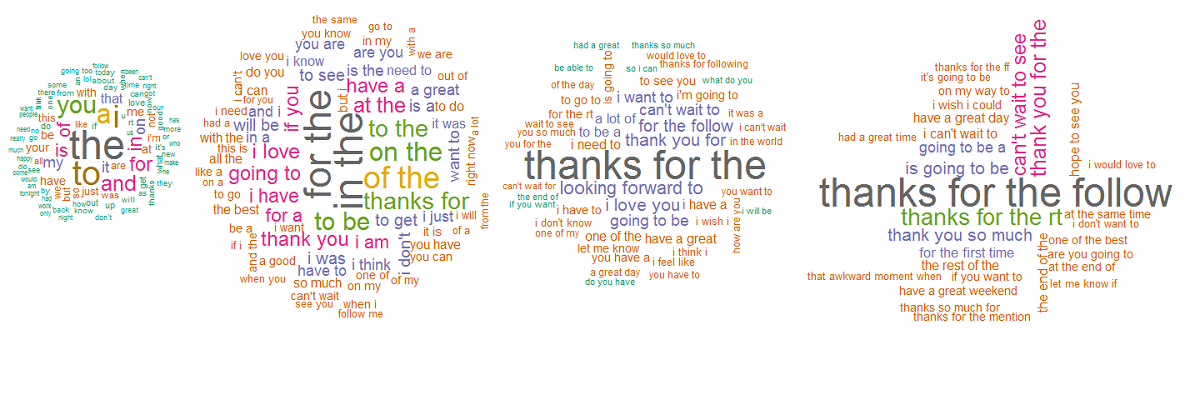 follow
going too today been
an lol about when can't
some day time right
there from with cannot
you that love our
want think one
people this a i me not
need no do of u rt i'm or
really go be is the in on us at more
much your it's who
happy all my to it are for new
did see have and make
come we but so just was get they
would by
am had how out up will as
tonight back know great thanks
work night don't
only
like if
has
the same
you know go to
you are in my with a
love you i know are you we are
i can't do you to see is the need to out of
i can have a a great
for you if you but i at the is a to do
i need and i for the
had a will be in the to the it was
with the in a on the want to right now a lot
this is i love
all the
like a going to of the
on a
to go i have thanks for
the best for a to be to get i just i will
be a i want it is of a from the
if i and the thank you i am i don't you have
a good i was you can
when you have to i think
so much one of of my
can't wait on my
see you when i
follow me
had a great thanks so much
would love to
able to so i can thanks for following
of the day is going to to see you what do you
to go to i want to i'm going to
for the rt a lot of can't wait to it was a
wait to see to be a for the follow i can't wait
you so much
you for the i need to thank you for in the world
thanks for the
can't wait for looking forward to you want to
the end of
if you want i love you i have a i will be
i have to going to be i wish i how are you
i don't know
one of my one of the have a great
let me know i think i
you have a i feel like
a great day you have to
do you have
thanks for the ff can't wait to see thank you for the
it's going to be
on my way to
i wish i could
have a great day hope to see you
had a great time i can't wait to
going to be a
is going to be i would love to
thanks for the follow
thanks for the rt at the same time
i don't want to
thank you so much one of the best
for the first time are you going to
the rest of the the end of the at the end of
that awkward moment when if you want to let me know if
have a great weekend
thanks so much for
thanks for the mention